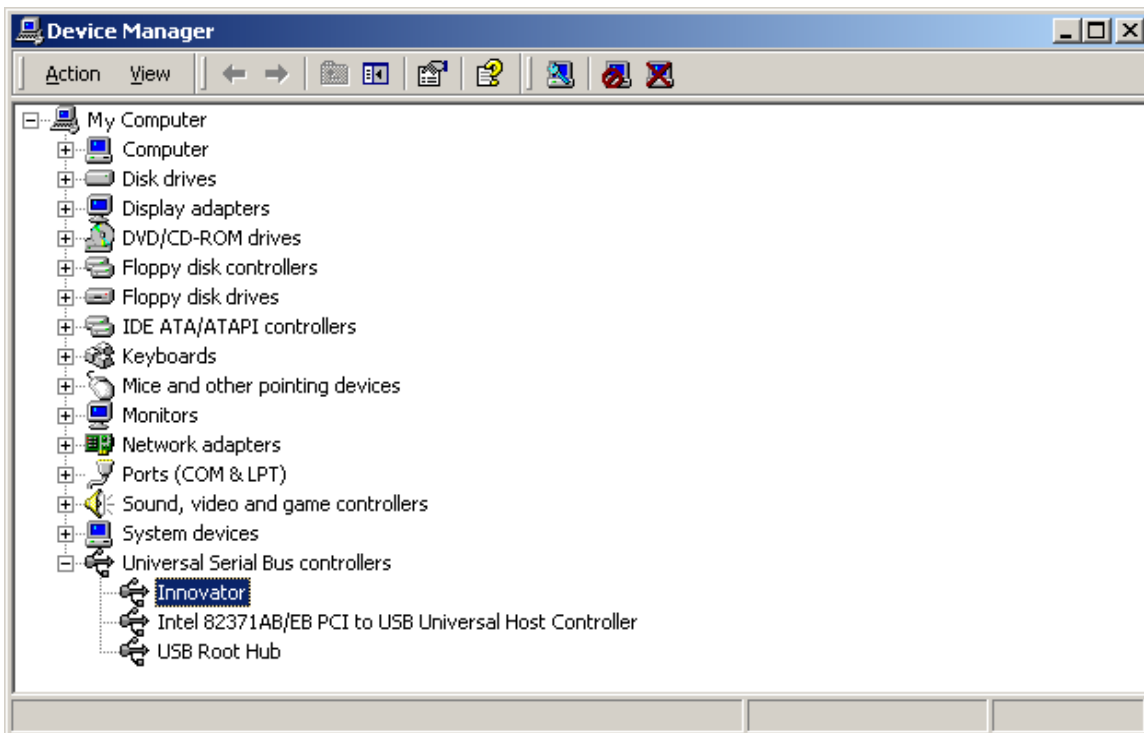 Device Manager
Action View
My Computer
Computer
Disk drives
Display adapters
DVD/CD-ROM drives
Floppy disk controllers
Floppy disk drives
IDE ATA/ATAPI controllers
Keyboards
Mice and other pointing devices
Monitors
Network adapters
Ports (COM & LPT)
Sound, video and game controllers
System devices
Universal Serial Bus controllers
Innovator
Intel 82371AB/EB PCI to USB Universal Host Controller
USB Root Hub